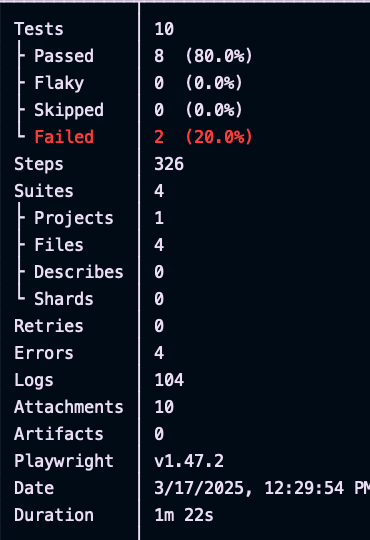 Tests 10
Passed 8 (80.0%)
Flaky 0 (0.0%)
Skipped 0 (0.0%)
Failed 2 (20.0%)
Steps 326
Suites 4
Projects 1
Files 4
Describes 0
Shards 0
Retries 0
Errors 4
Logs 104
Attachments 10
Artifacts 0
Playwright v1.47.2
Date 3/17/2025, 12:29:54 PM
Duration 1m 22s